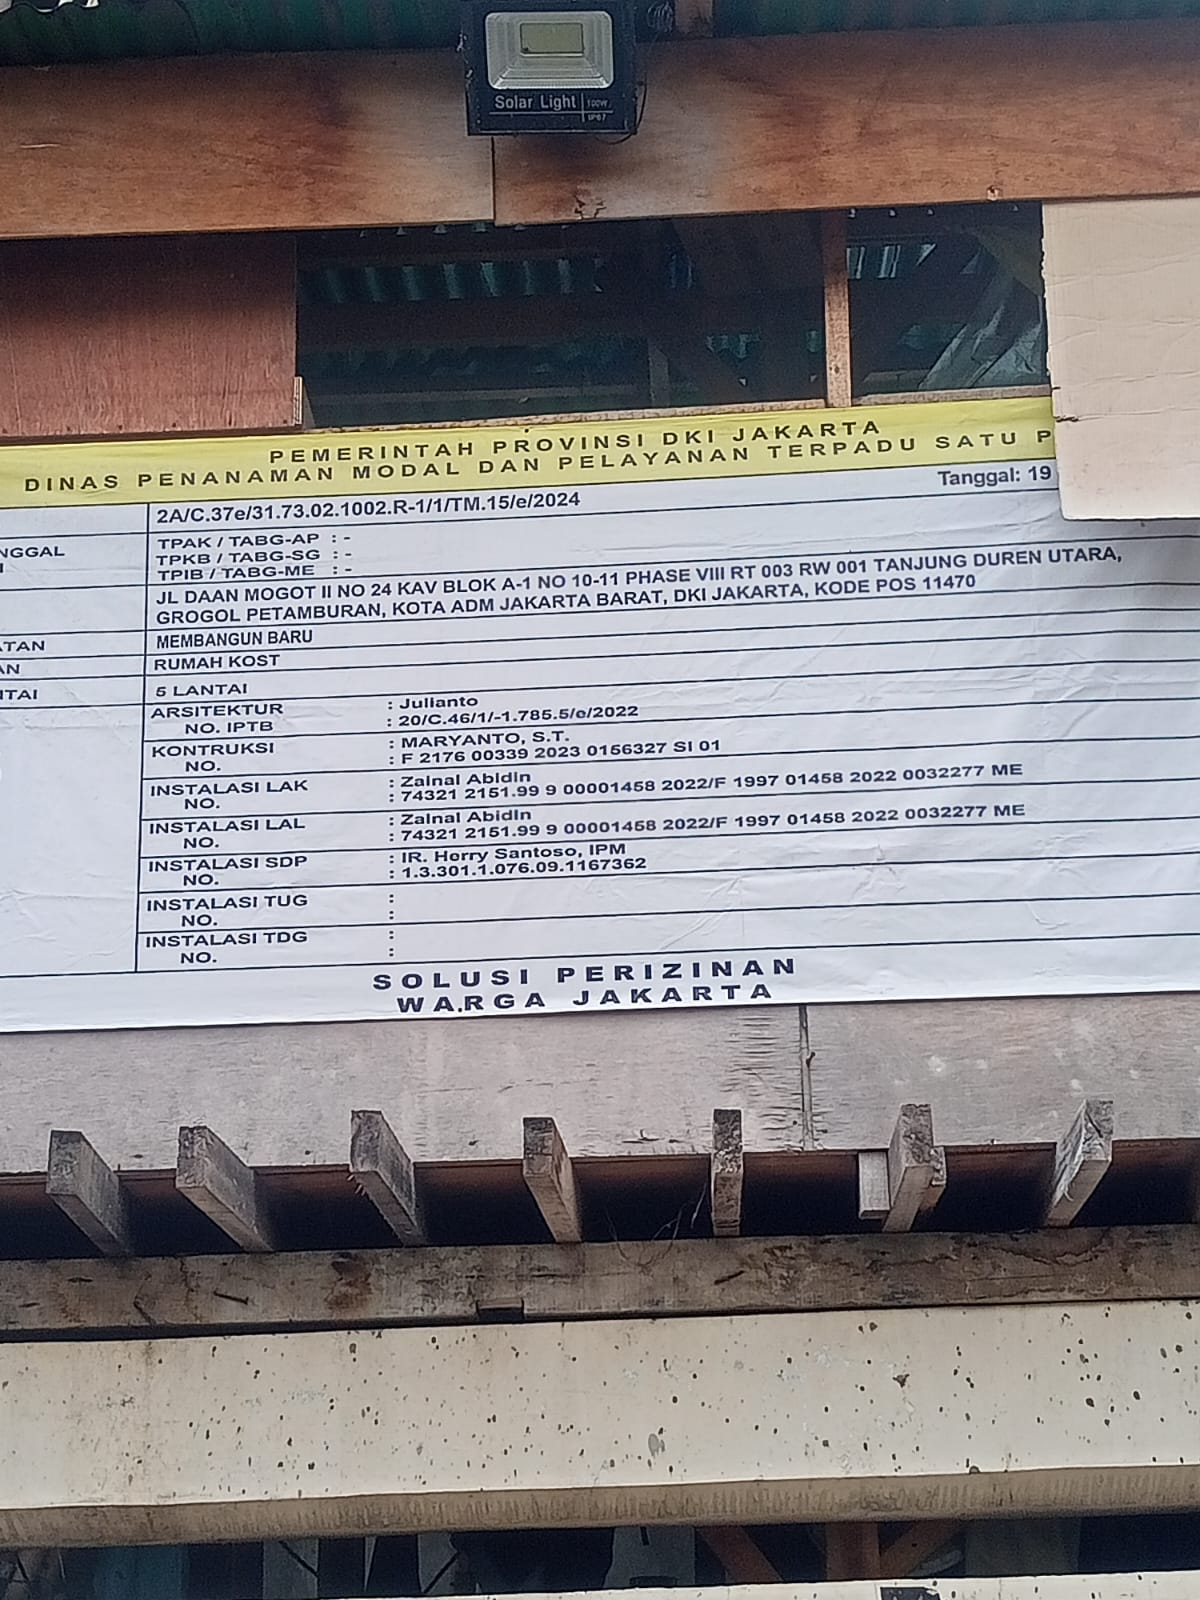 Solar Light 100W
IP67
PEMERINTAH PROVINSI DKI JAKARTA
DINAS PENANAMAN MODAL DAN PELAYANAN TERPADU SATU P
2A/C.37e/31.73.02.1002.R-1/1/TM.15/e/2024 Tanggal: 19
NGGAL TPAK / TABG-AP : -
TPKB / TABG-SG : -
TPIB / TABG-ME : -
JL DAAN MOGOT II NO 24 KAV BLOK A-1 NO 10-11 PHASE VIII RT 003 RW 001 TANJUNG DUREN UTARA,
GROGOL PETAMBURAN, KOTA ADM JAKARTA BARAT, DKI JAKARTA, KODE POS 11470
ATAN MEMBANGUN BARU
AN RUMAH KOST
NTAI 5 LANTAI
ARSITEKTUR : Julianto
NO. IPTB : 20/C.46/1/-1.785.5/e/2022
KONTRUKSI : MARYANTO, S.T.
NO. : F 2176 00339 2023 0156327 SI 01
INSTALASI LAK : Zainal Abidin
NO. : 74321 2151.99 9 00001458 2022/F 1997 01458 2022 0032277 ME
INSTALASI LAL : Zainal Abidin
NO. : 74321 2151.99 9 00001458 2022/F 1997 01458 2022 0032277 ME
INSTALASI SDP : IR. Herry Santoso, IPM
NO. : 1.3.301.1.076.09.1167362
INSTALASI TUG :
NO. :
INSTALASI TDG :
NO. :
SOLUSI PERIZINAN
WARGA JAKARTA